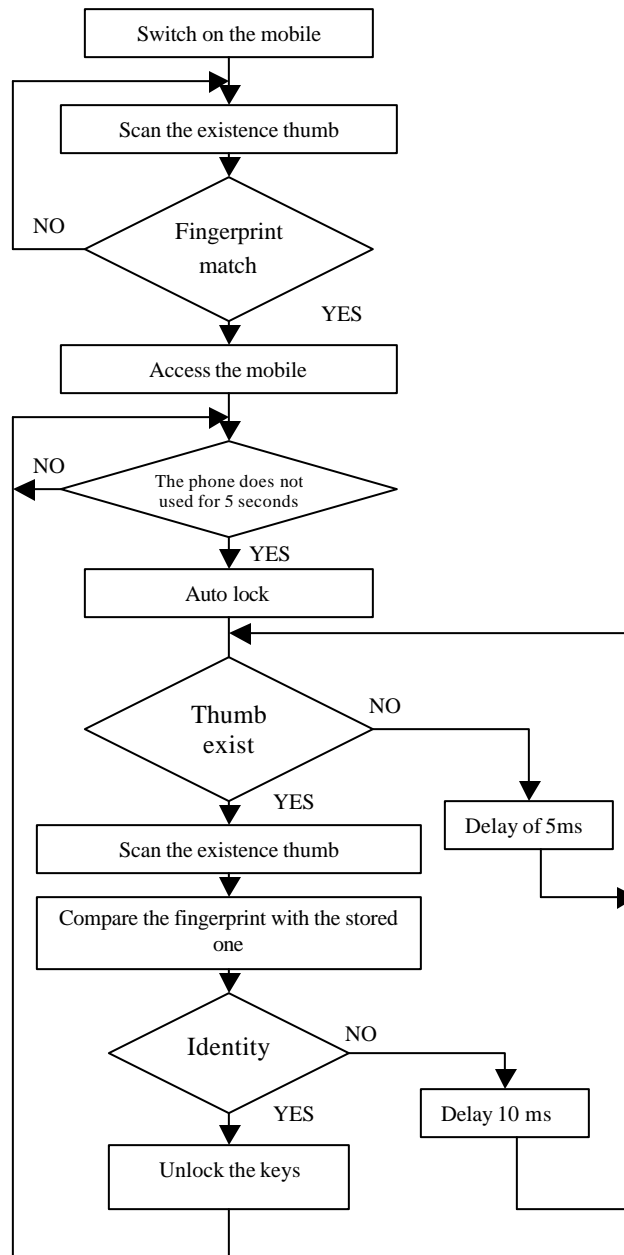 Switch on the mobile
Scan the existence thumb
NO
Fingerprint
match
YES
Access the mobile
NO
The phone does not
used for 5 seconds
YES
Auto lock
NO
Thumb
exist
YES
Delay of 5ms
Scan the existence thumb
Compare the fingerprint with the stored
one
NO
Identity
YES
Delay 10 ms
Unlock the keys